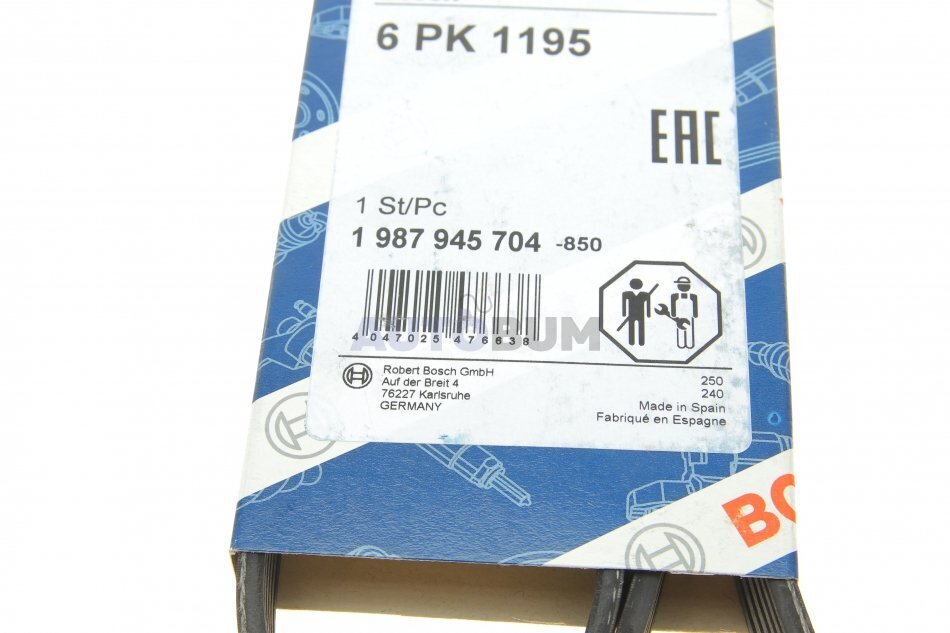 6 PK 1195
EAC
1 St/Pc
1 987 945 704 -850
4 047025 476638
AUTOBUM
Robert Bosch GmbH
Auf der Breit 4
76227 Karlsruhe
GERMANY
250
240
Made in Spain
Fabriqué en Espagne
BO